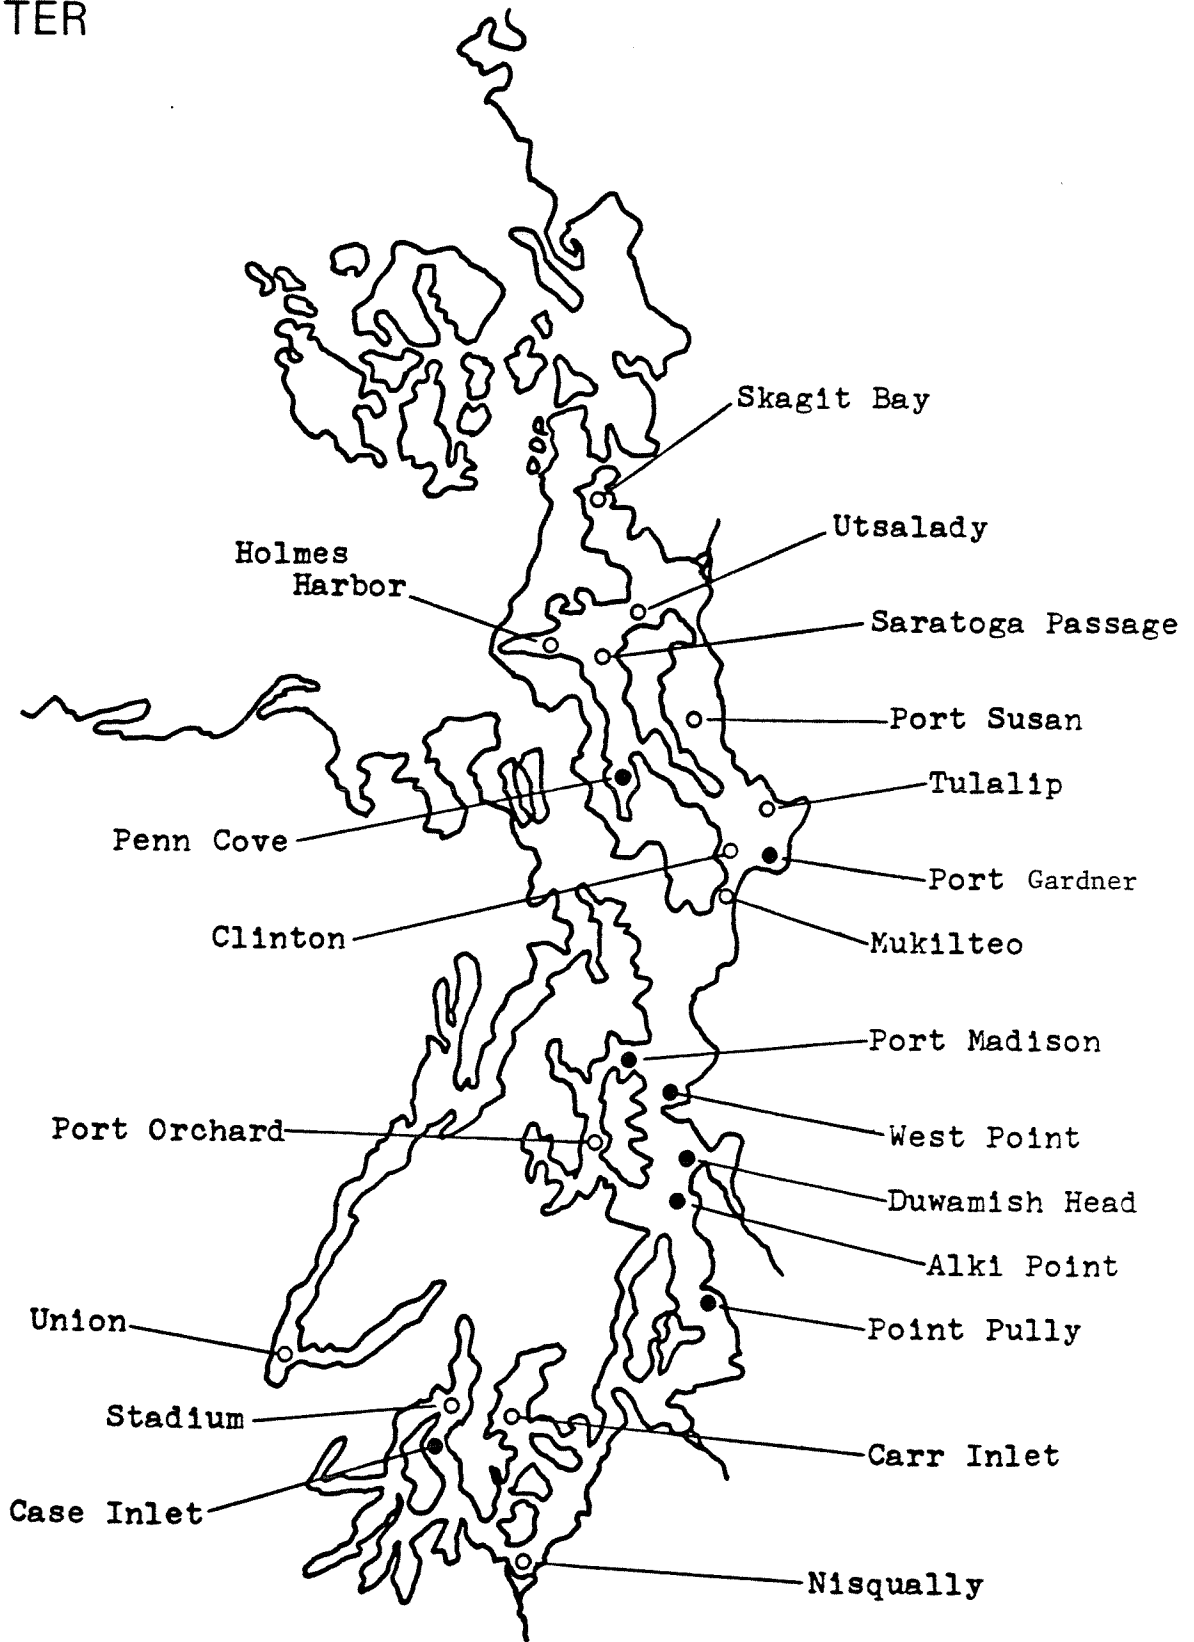 TER
Skagit Bay
Utsalady
Holmes
Harbor
Saratoga Passage
Port Susan
Tulalip
Penn Cove
Port Gardner
Clinton
Mukilteo
Port Madison
Port Orchard
West Point
Duwamish Head
Alki Point
Union
Point Pully
Stadium
Carr Inlet
Case Inlet
Nisqually